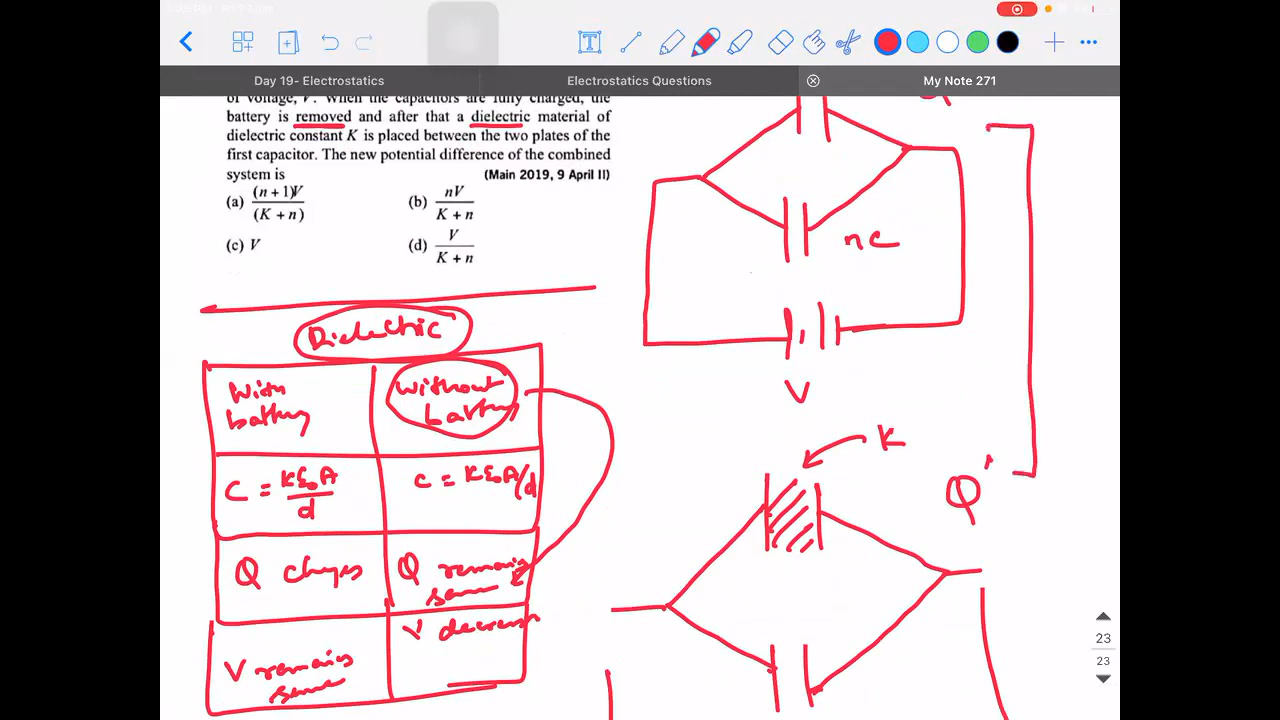 Day 19- Electrostatics
Electrostatics Questions
My Note 271
of voltage, V. When the capacitors are fully charged, the
battery is removed and after that a dielectric material of
dielectric constant K is placed between the two plates of the
first capacitor. The new potential difference of the combined
system is (Main 2019, 9 April II)
(a) (n + 1)V / (K + n)
(b) nV / K + n
(c) V
(d) V / K + n
nc
V
K
Q'
Dielectric
With battery
Without battery
C = Kε₀A / d
C = Kε₀A/d
Q changes
Q remains same
V remains same
V decrease
23
23